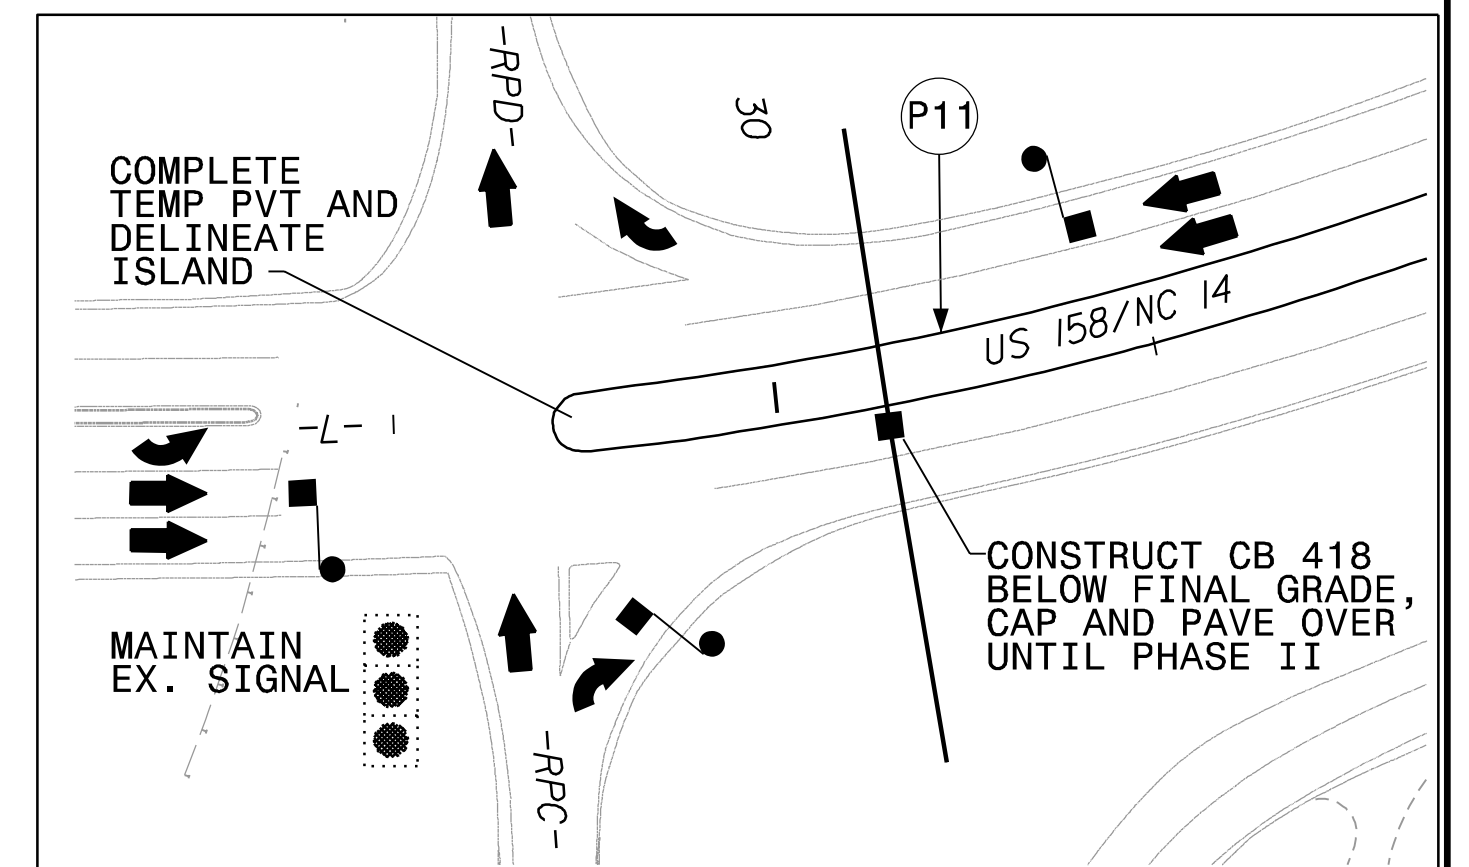 -RPD-
30
P11
COMPLETE
TEMP PVT AND
DELINEATE
ISLAND
US 158/NC 14
-L-
CONSTRUCT CB 418
BELOW FINAL GRADE,
CAP AND PAVE OVER
UNTIL PHASE II
MAINTAIN
EX. SIGNAL
-RPC-